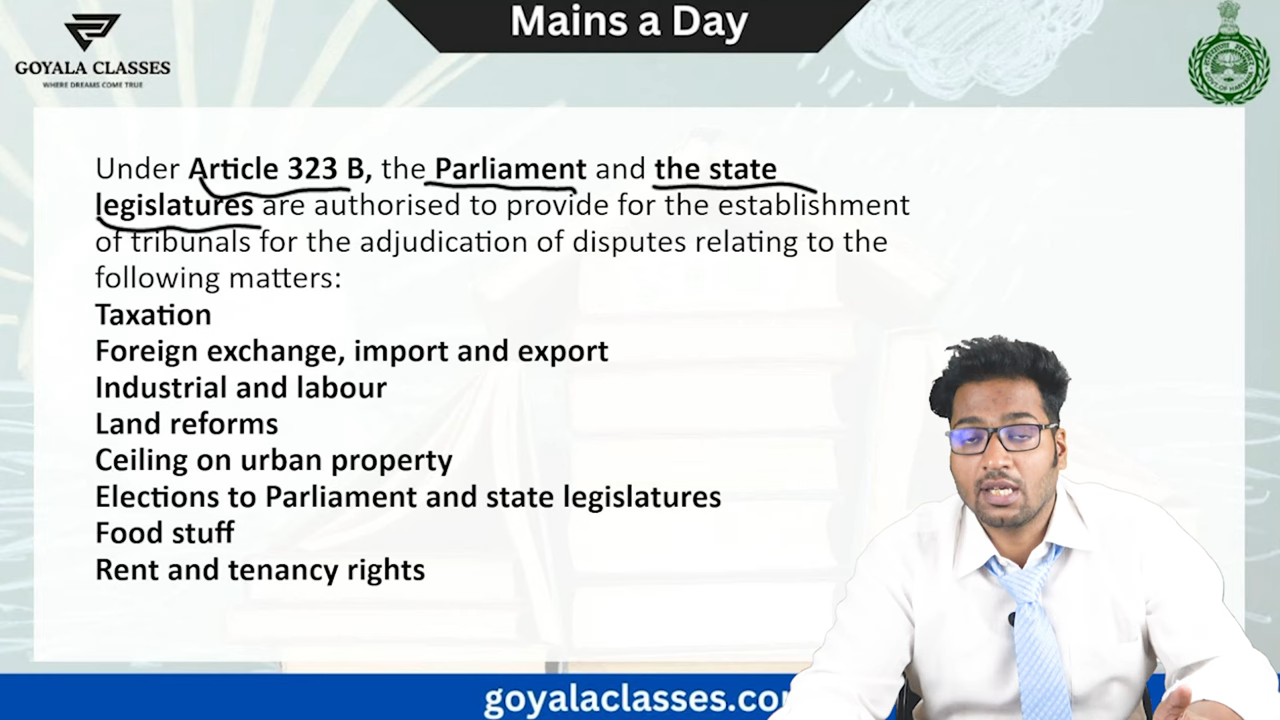 Mains a Day
GOYALA CLASSES
WHERE DREAMS COME TRUE
Under Article 323 B, the Parliament and the state
legislatures are authorised to provide for the establishment
of tribunals for the adjudication of disputes relating to the
following matters:
Taxation
Foreign exchange, import and export
Industrial and labour
Land reforms
Ceiling on urban property
Elections to Parliament and state legislatures
Food stuff
Rent and tenancy rights
goyalaclasses.co